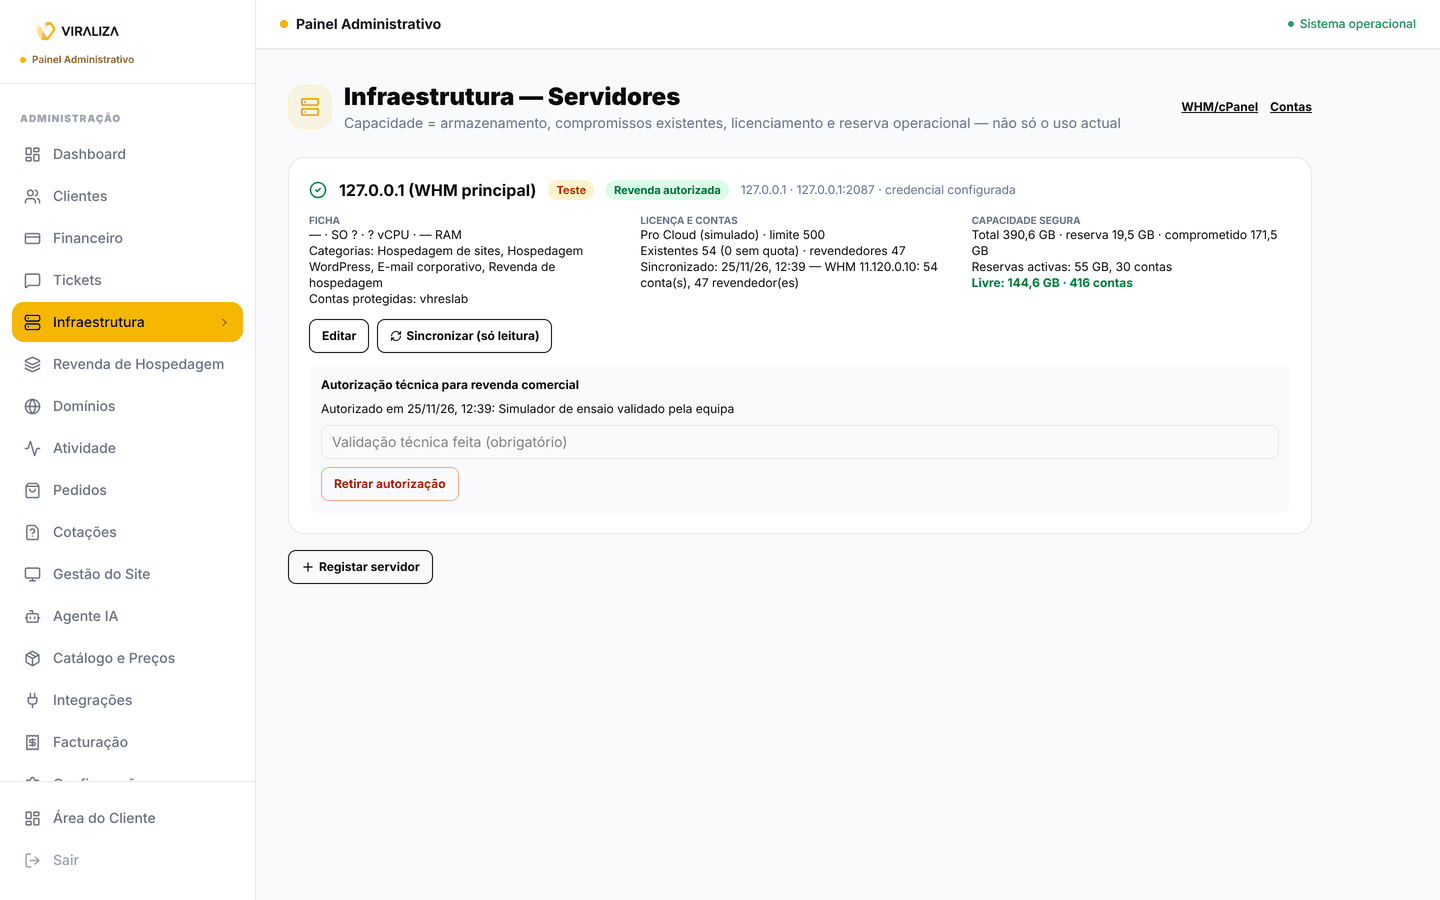 VIRALIZA
Painel Administrativo
ADMINISTRAÇÃO
Dashboard
Clientes
Financeiro
Tickets
Infraestrutura
Revenda de Hospedagem
Domínios
Atividade
Pedidos
Cotações
Gestão do Site
Agente IA
Catálogo e Preços
Integrações
Facturação
Área do Cliente
Sair
Painel Administrativo
Sistema operacional
Infraestrutura — Servidores
Capacidade = armazenamento, compromissos existentes, licenciamento e reserva operacional — não só o uso actual
WHM/cPanel Contas
127.0.0.1 (WHM principal) Teste Revenda autorizada 127.0.0.1 · 127.0.0.1:2087 · credencial configurada
FICHA
— · SO ? · ? vCPU · — RAM
Categorias: Hospedagem de sites, Hospedagem
WordPress, E-mail corporativo, Revenda de
hospedagem
Contas protegidas: vhreslab
LICENÇA E CONTAS
Pro Cloud (simulado) · limite 500
Existentes 54 (0 sem quota) · revendedores 47
Sincronizado: 25/11/26, 12:39 — WHM 11.120.0.10: 54
conta(s), 47 revendedor(es)
CAPACIDADE SEGURA
Total 390,6 GB · reserva 19,5 GB · comprometido 171,5
GB
Reservas activas: 55 GB, 30 contas
Livre: 144,6 GB · 416 contas
Editar
Sincronizar (só leitura)
Autorização técnica para revenda comercial
Autorizado em 25/11/26, 12:39: Simulador de ensaio validado pela equipa
Validação técnica feita (obrigatório)
Retirar autorização
Registar servidor